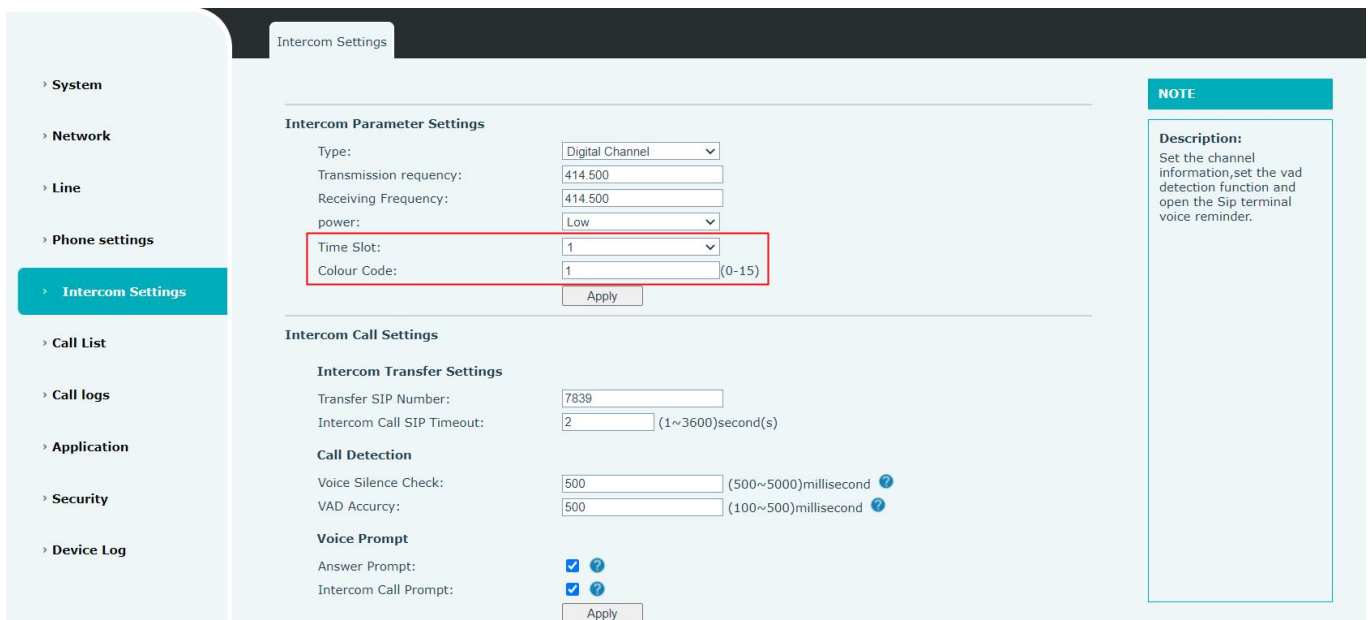 Intercom Settings
System
Network
Line
Phone settings
Intercom Settings
Call List
Call logs
Application
Security
Device Log
Intercom Parameter Settings
Type: Digital Channel
Transmission requency: 414.500
Receiving Frequency: 414.500
power: Low
Time Slot: 1
Colour Code: 1 (0-15)
Apply
Intercom Call Settings
Intercom Transfer Settings
Transfer SIP Number: 7839
Intercom Call SIP Timeout: 2 (1~3600)second(s)
Call Detection
Voice Silence Check: 500 (500~5000)millisecond ?
VAD Accurcy: 500 (100~500)millisecond ?
Voice Prompt
Answer Prompt: ?
Intercom Call Prompt: ?
Apply
NOTE
Description:
Set the channel
information,set the vad
detection function and
open the Sip terminal
voice reminder.